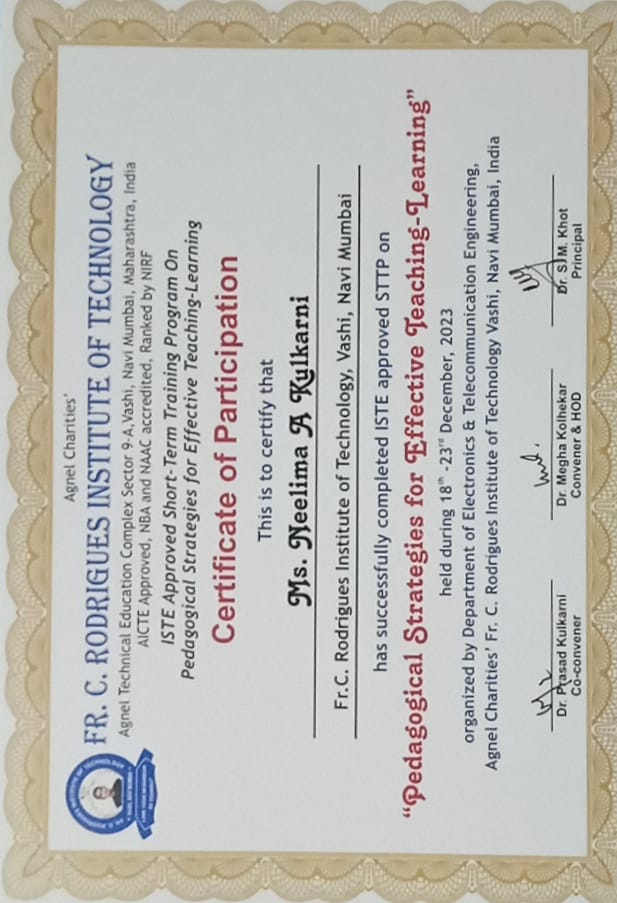 Agnel Charities'
FR. C. RODRIGUES INSTITUTE OF TECHNOLOGY
Agnel Technical Education Complex Sector 9-A,Vashi, Navi Mumbai, Maharashtra, India
AICTE Approved, NBA and NAAC accredited, Ranked by NIRF
ISTE Approved Short-Term Training Program On
Pedagogical Strategies for Effective Teaching-Learning
Certificate of Participation
This is to certify that
Ms. Neelima A Kulkarni
Fr.C. Rodrigues Institute of Technology, Vashi, Navi Mumbai
has successfully completed ISTE approved STTP on
“Pedagogical Strategies for Effective Teaching-Learning”
held during 18th -23rd December, 2023
organized by Department of Electronics & Telecommunication Engineering,
Agnel Charities' Fr. C. Rodrigues Institute of Technology Vashi, Navi Mumbai, India
Dr. Prasad Kulkarni
Co-convener
Dr. Megha Kolhekar
Convener & HOD
Dr. S. M. Khot
Principal